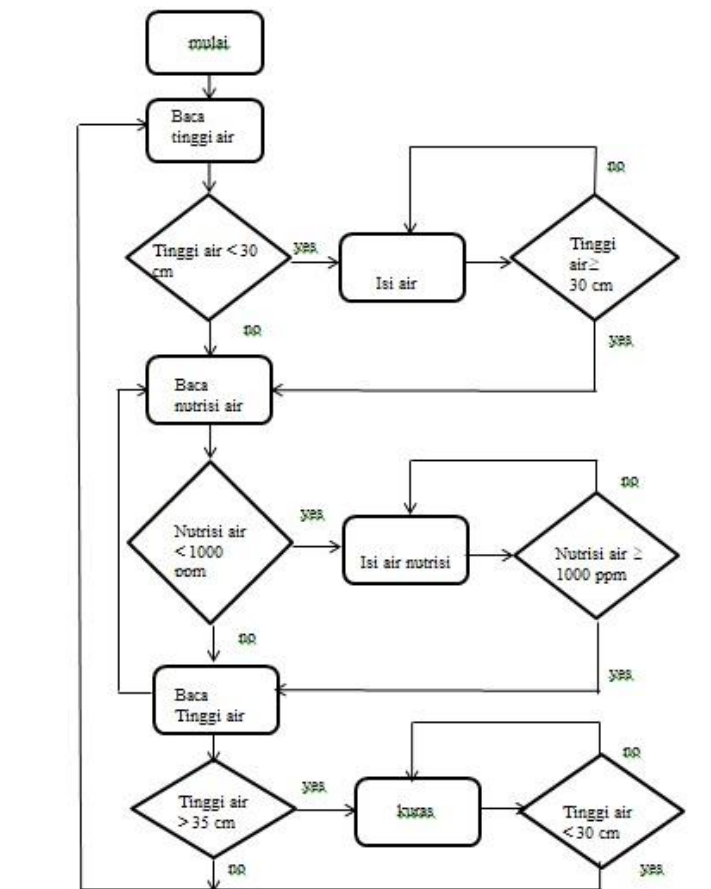 mulai
Baca
tinggi air
no
Tinggi air < 30
cm
yes
Isi air
Tinggi
air≥
30 cm
no
yes
Baca
nutrisi air
no
yes
Nutrisi air
< 1000
ppm
Isi air nutrisi
Nutrisi air ≥
1000 ppm
no
yes
Baca
Tinggi air
no
yes
Tinggi air
> 35 cm
kuras
Tinggi air
< 30 cm
no
yes